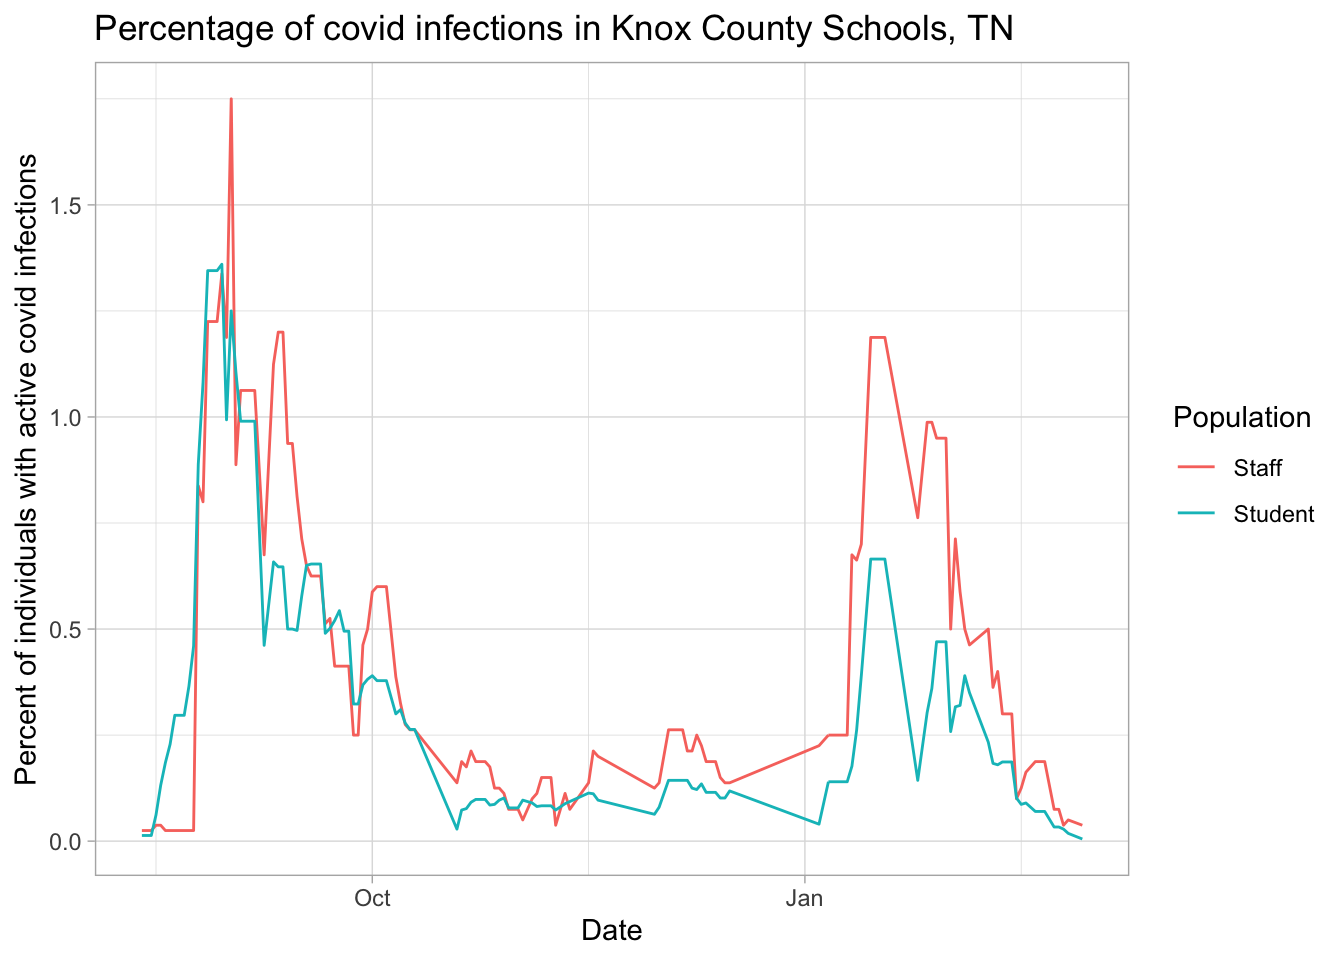 Percentage of covid infections in Knox County Schools, TN
Percent of individuals with active covid infections
1.5
1.0
0.5
0.0
Oct
Jan
Date
Population
Staff
Student